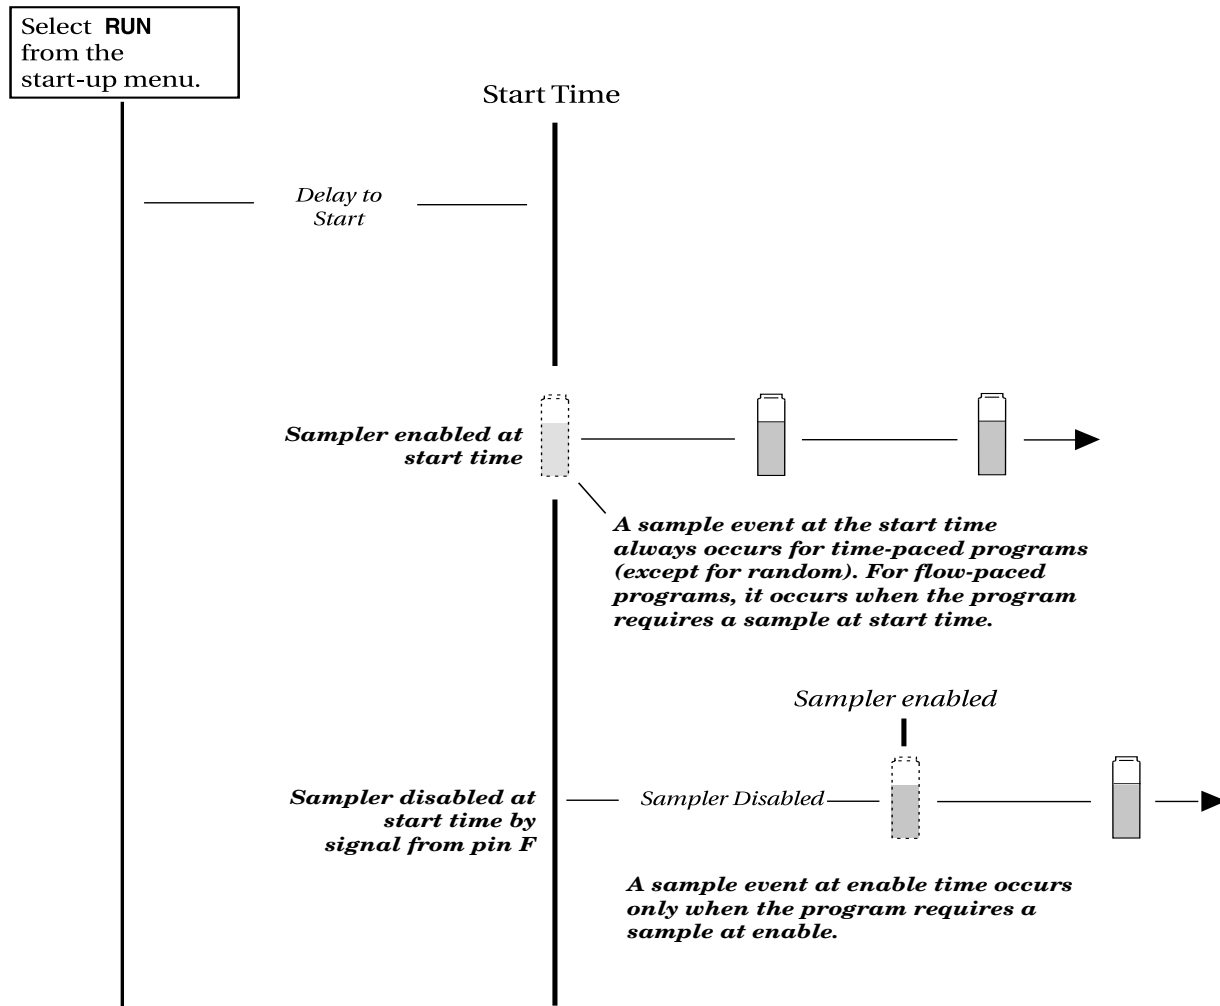 Select RUN
from the
start-up menu.
Start Time
Delay to
Start
Sampler enabled at
start time
A sample event at the start time
always occurs for time-paced programs
(except for random). For flow-paced
programs, it occurs when the program
requires a sample at start time.
Sampler enabled
Sampler disabled at
start time by
signal from pin F
Sampler Disabled
A sample event at enable time occurs
only when the program requires a
sample at enable.